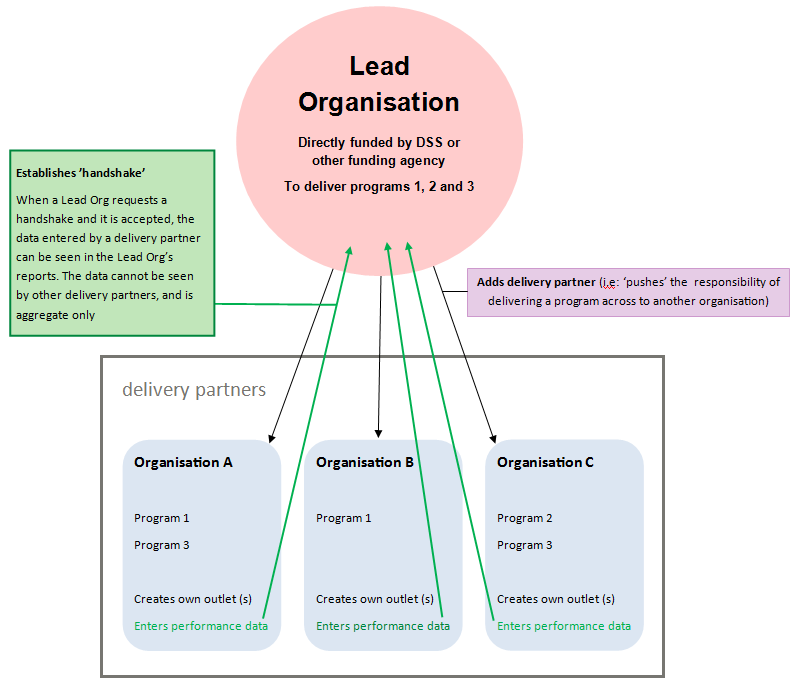 Lead
Organisation
Directly funded by DSS or
other funding agency
To deliver programs 1, 2 and 3
Establishes ’handshake’
When a Lead Org requests a
handshake and it is accepted, the
data entered by a delivery partner
can be seen in the Lead Org’s
reports. The data cannot be seen
by other delivery partners, and is
aggregate only
Adds delivery partner (i,e: ‘pushes’ the responsibility of
delivering a program across to another organisation)
delivery partners
Organisation A
Program 1
Program 3
Creates own outlet (s)
Enters performance data
Organisation B
Program 1
Creates own outlet (s)
Enters performance data
Organisation C
Program 2
Program 3
Creates own outlet (s)
Enters performance data